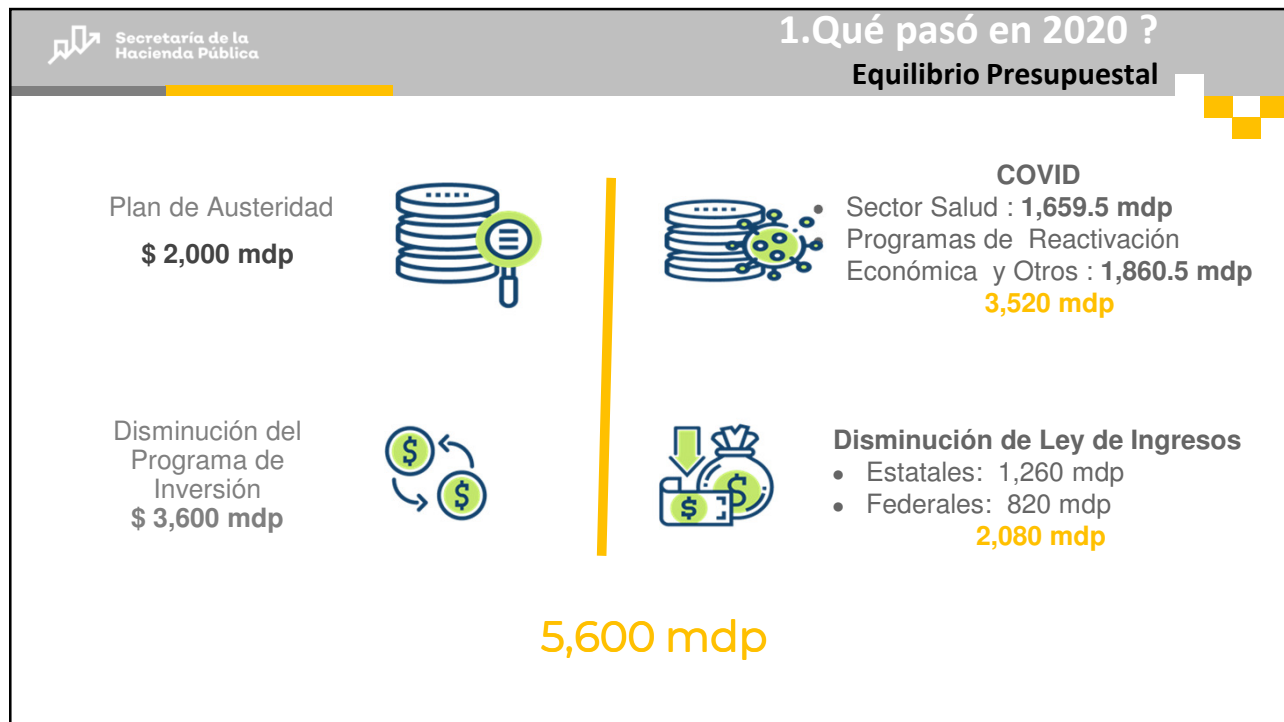 Secretaría de la
Hacienda Pública
1.Qué pasó en 2020 ?
Equilibrio Presupuestal
Plan de Austeridad
$ 2,000 mdp
COVID
• Sector Salud : 1,659.5 mdp
• Programas de Reactivación
Económica y Otros : 1,860.5 mdp
3,520 mdp
Disminución del
Programa de
Inversión
$ 3,600 mdp
Disminución de Ley de Ingresos
• Estatales: 1,260 mdp
• Federales: 820 mdp
2,080 mdp
5,600 mdp